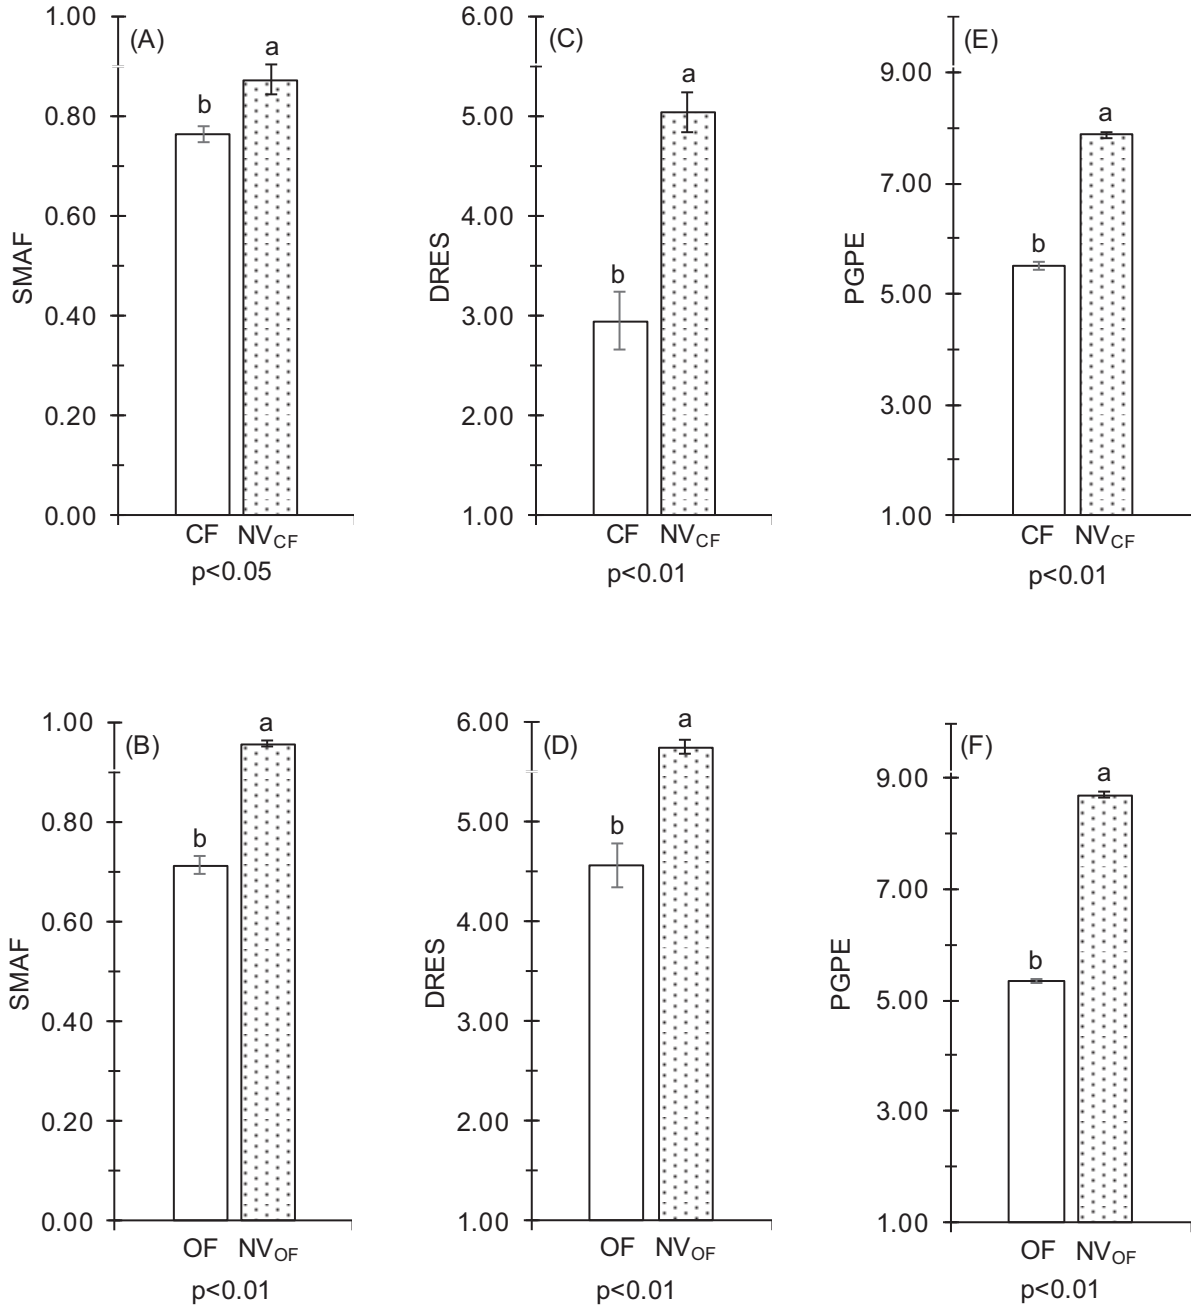 1.00
(A)
a
0.80
b
0.60
SMAF
0.40
0.20
0.00
CF NV_CF
p<0.05
6.00
(C)
a
5.00
4.00
DRES
b
3.00
2.00
1.00
CF NV_CF
p<0.01
(E)
9.00
a
7.00
b
PGPE
5.00
3.00
1.00
CF NV_CF
p<0.01
1.00
(B)
a
0.80
b
0.60
SMAF
0.40
0.20
0.00
OF NV_OF
p<0.01
6.00
(D)
a
5.00
b
4.00
DRES
3.00
2.00
1.00
OF NV_OF
p<0.01
(F)
9.00
a
7.00
b
PGPE
5.00
3.00
1.00
OF NV_OF
p<0.01